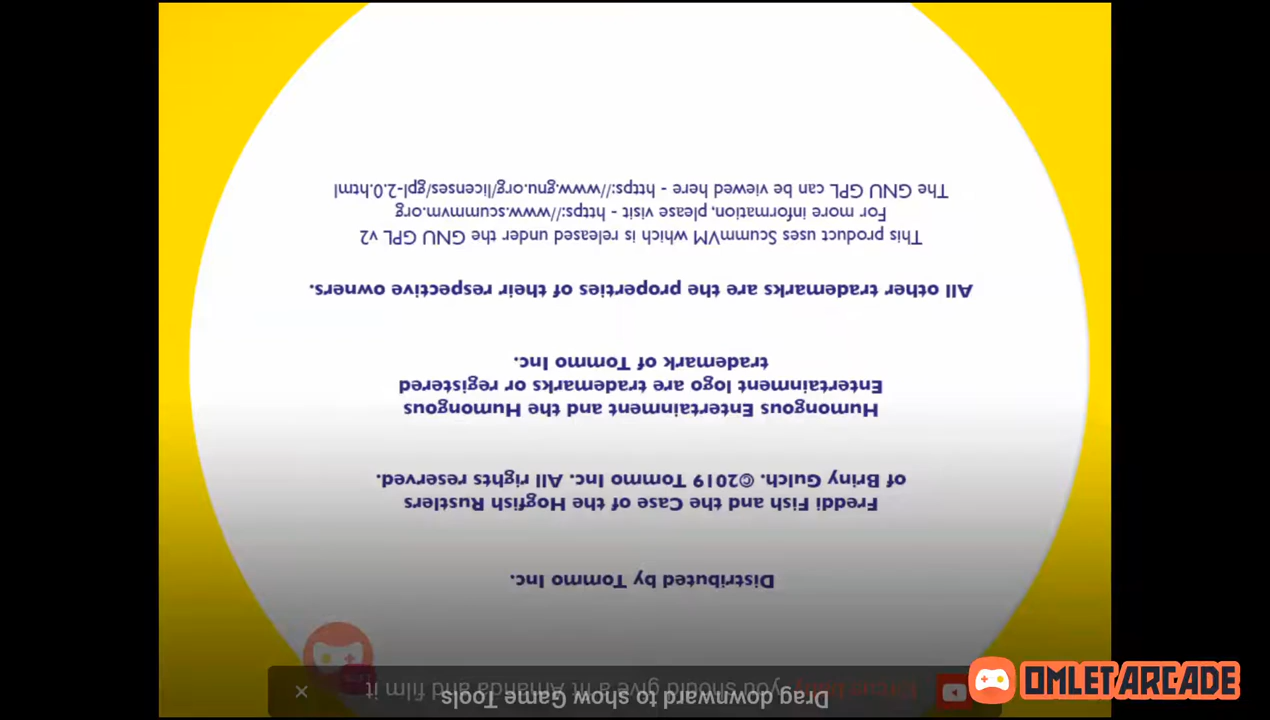 Distributed by Tommo Inc.
Freddi Fish and the Case of the Hogfish Rustlers
of Briny Gulch. ©2019 Tommo Inc. All rights reserved.
Humongous Entertainment and the Humongous
Entertainment logo are trademarks or registered
trademark of Tommo Inc.
All other trademarks are the properties of their respective owners.
This product uses ScummVM which is released under the GNU GPL v2
For more information, please visit - https://www.scummvm.org
The GNU GPL can be viewed here - https://www.gnu.org/licenses/gpl-2.0.html
Drag downward to show Game Tools
you should give a fit Amanda and film it
OMLET ARCADE